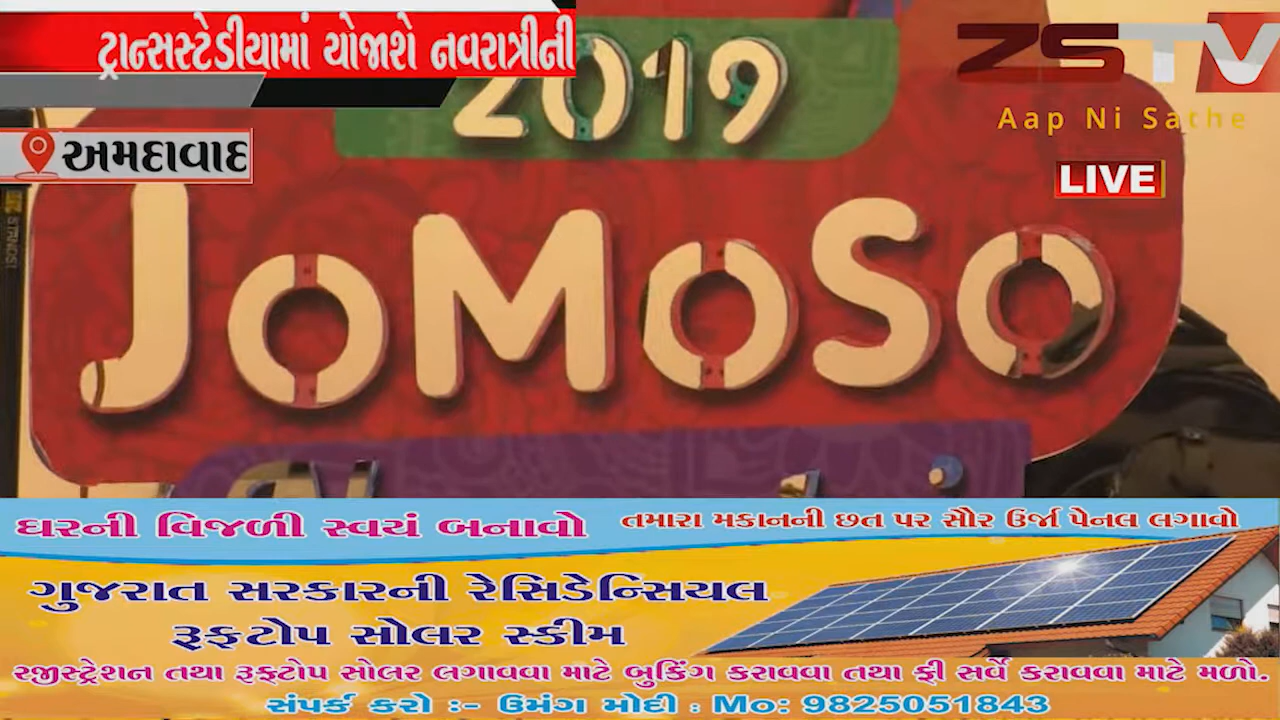 ટ્રાન્સસ્ટેડીયામાં યોજાશે નવરાત્રીની
2019
ZSTV
Aap Ni Sathe
અમદાવાદ
LIVE
JoMoSo
ઘરની વિજળી સ્વયં બનાવો
તમારા મકાનની છત પર સૌર ઉર્જા પેનલ લગાવો
ગુજરાત સરકારની રેસિડેન્સિયલ
રૂફટોપ સોલર સ્કીમ
રજીસ્ટ્રેશન તથા રૂફટોપ સોલર લગાવવા માટે બુકિંગ કરાવવા તથા ફ્રી સર્વે કરાવવા માટે મળો.
સંપર્ક કરો :- ઉમંગ મોદી : Mo: 9825051843